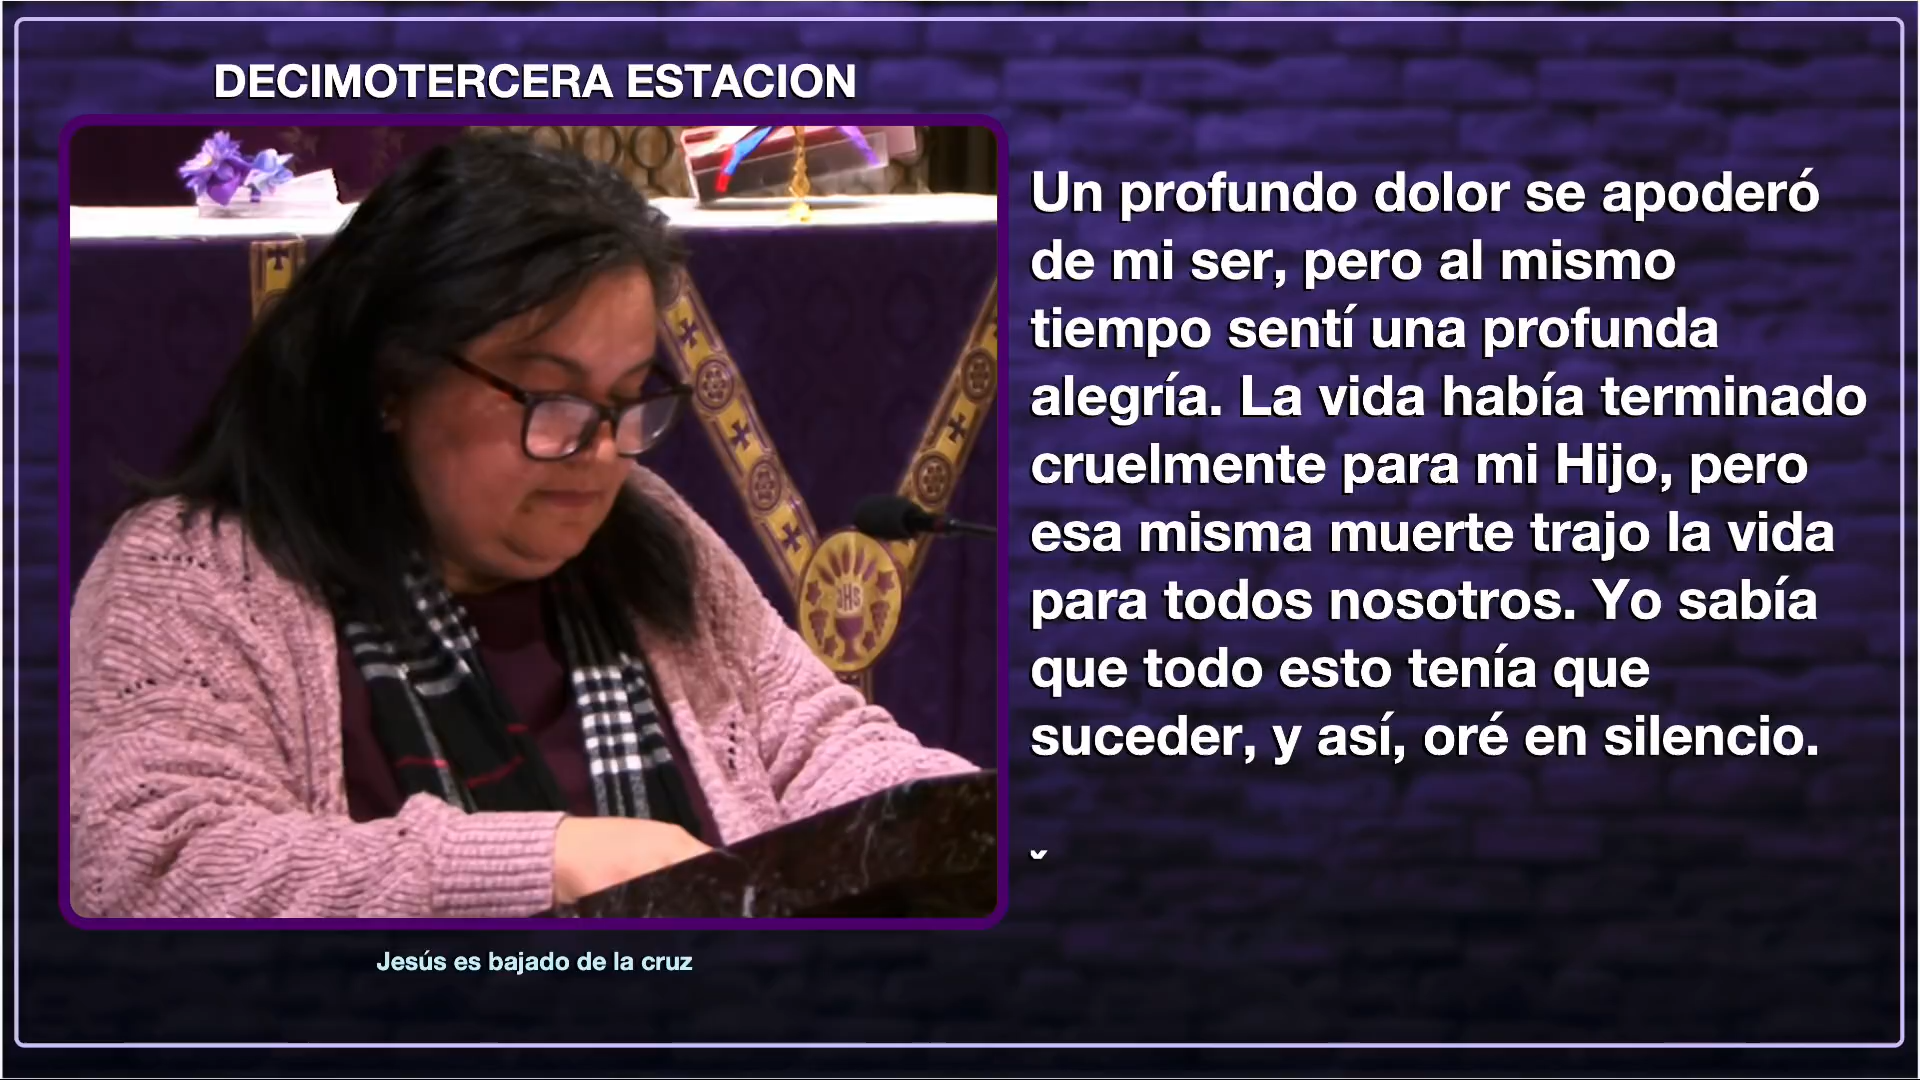 DECIMOTERCERA ESTACION
Un profundo dolor se apoderó
de mi ser, pero al mismo
tiempo sentí una profunda
alegría. La vida había terminado
cruelmente para mi Hijo, pero
esa misma muerte trajo la vida
para todos nosotros. Yo sabía
que todo esto tenía que
suceder, y así, oré en silencio.
JHS
Jesús es bajado de la cruz